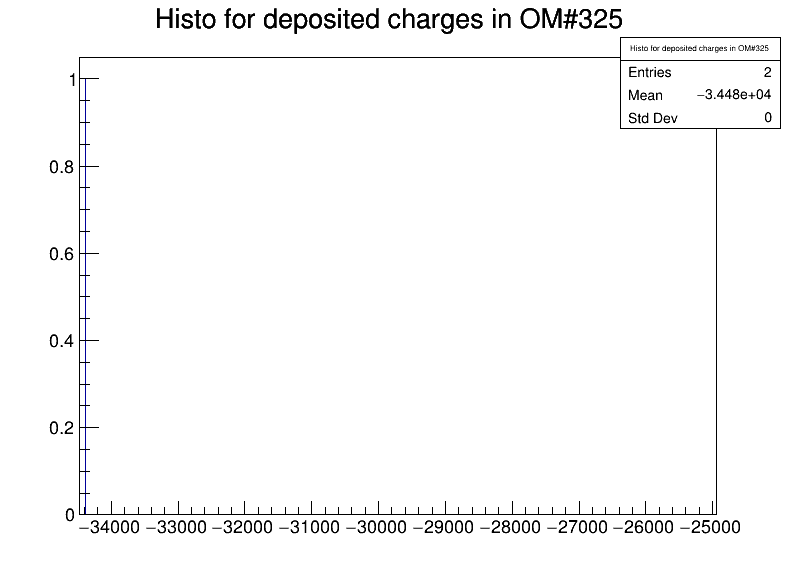 Histo for deposited charges in OM#325
Histo for deposited charges in OM#325
Entries 2
Mean −3.448e+04
Std Dev 0
1
0.8
0.6
0.4
0.2
0
−34000 −33000 −32000 −31000 −30000 −29000 −28000 −27000 −26000 −25000